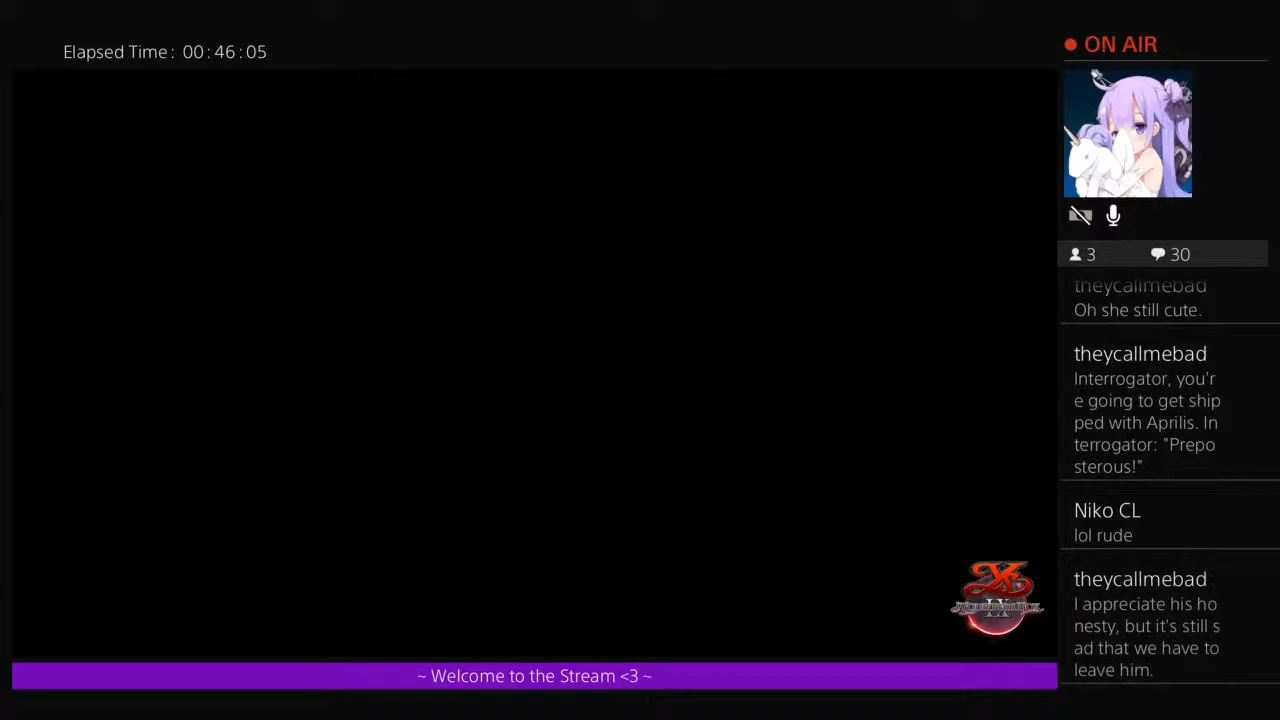 Elapsed Time: 00:46:05
ON AIR
3
30
theycallmebad
Oh she still cute.
theycallmebad
Interrogator, you'r
e going to get ship
ped with Aprilis. In
terrogator: "Prepo
sterous!"
Niko CL
lol rude
theycallmebad
I appreciate his ho
nesty, but it's still s
ad that we have to
leave him.
Ys
IX
~ Welcome to the Stream <3 ~